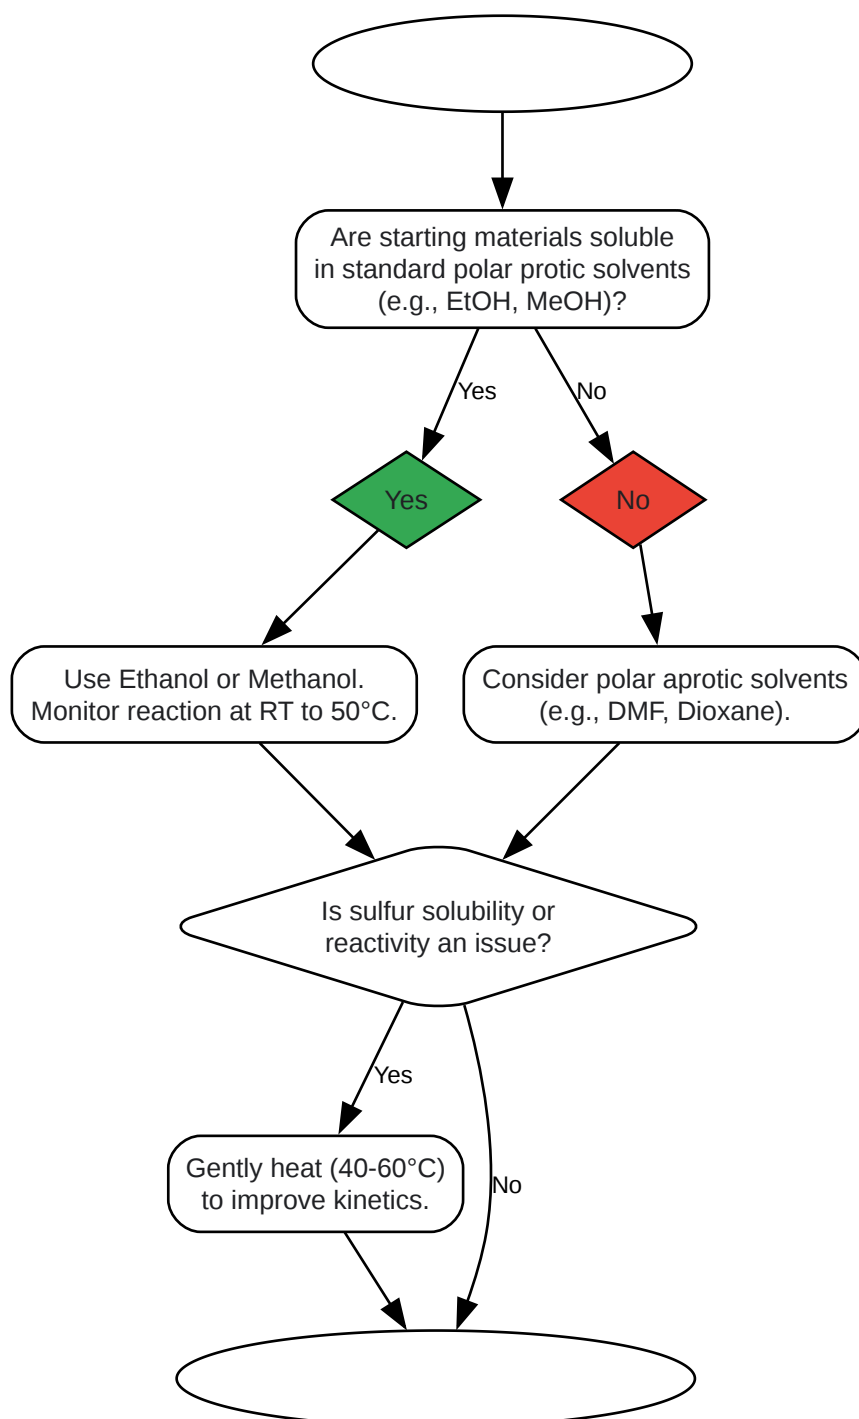 Are starting materials soluble
in standard polar protic solvents
(e.g., EtOH, MeOH)?
Yes
No
Yes
No
Use Ethanol or Methanol.
Monitor reaction at RT to 50°C.
Consider polar aprotic solvents
(e.g., DMF, Dioxane).
Is sulfur solubility or
reactivity an issue?
Yes
Gently heat (40-60°C)
to improve kinetics.
No